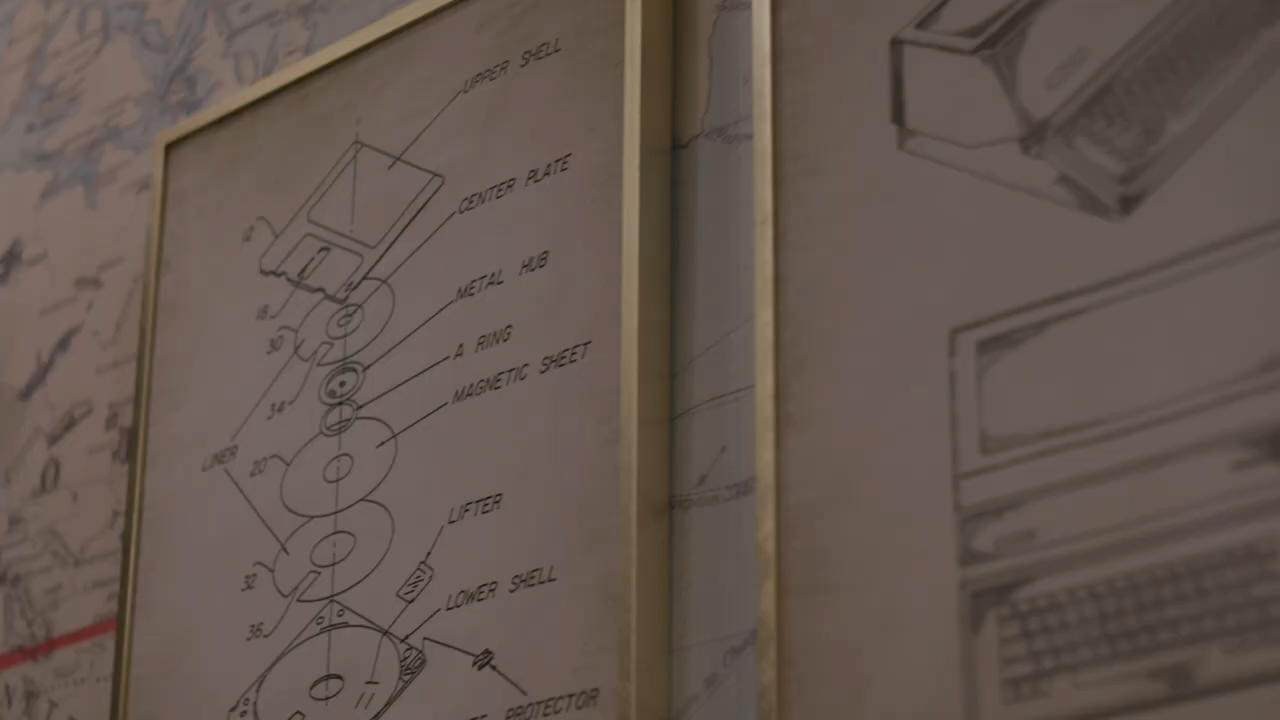 UPPER SHELL
CENTER PLATE
12
METAL HUB
18
30
A RING
34
MAGNETIC SHEET
LINER
20
LIFTER
32
LOWER SHELL
36
PROTECTOR